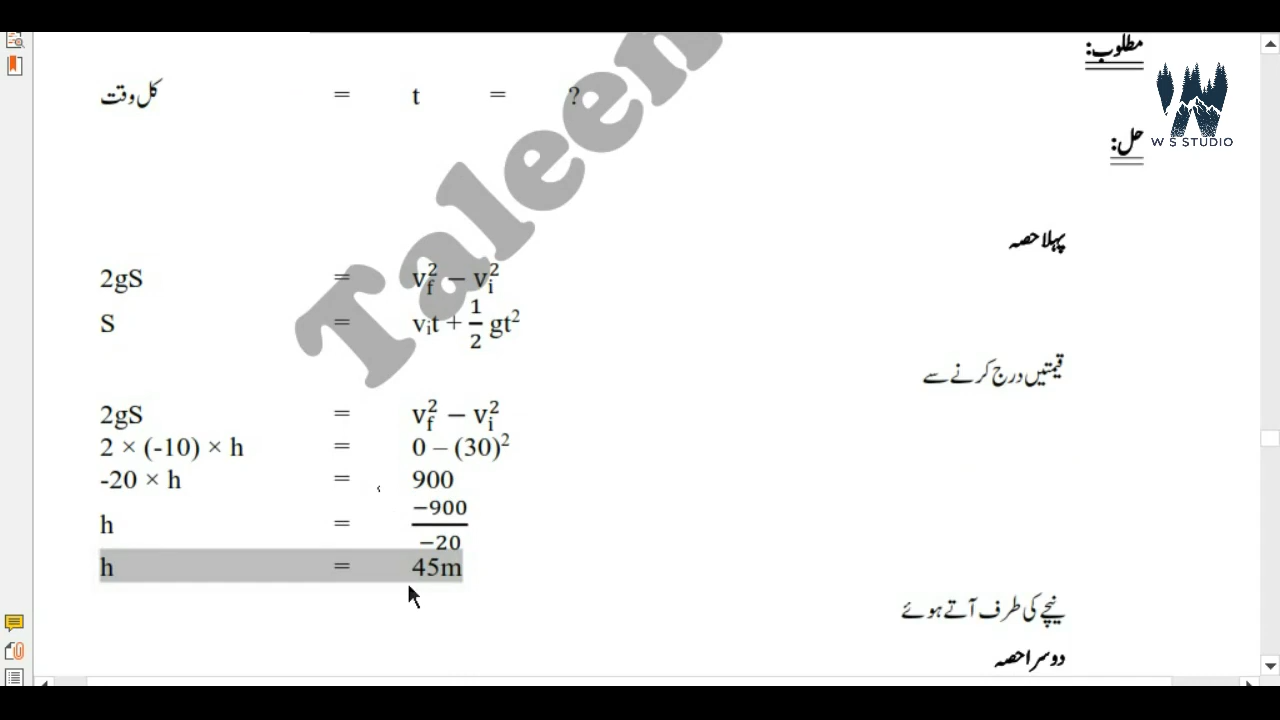 مطلوب:
کل وقت = t = ?
حل:
W S STUDIO
پہلا حصہ
2gS = v_f^2 − v_i^2
S = v_i t + 1/2 gt^2
قیمتیں درج کرنے سے
2gS = v_f^2 − v_i^2
2 × (-10) × h = 0 – (30)^2
-20 × h = 900
h = −900/−20
h = 45m
نیچے کی طرف آتے ہوئے
دوسرا حصہ
Taleem